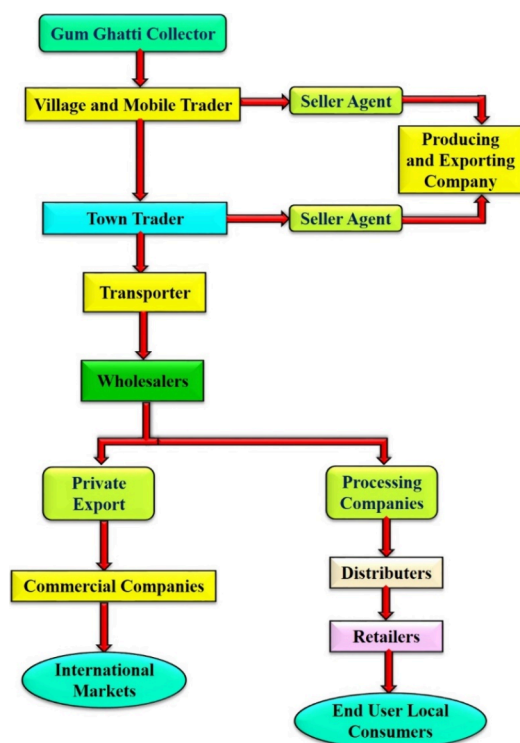 Gum Ghatti Collector
Village and Mobile Trader
Seller Agent
Producing
and Exporting
Company
Town Trader
Seller Agent
Transporter
Wholesalers
Private
Export
Processing
Companies
Commercial Companies
Distributers
Retailers
International
Markets
End User Local
Consumers